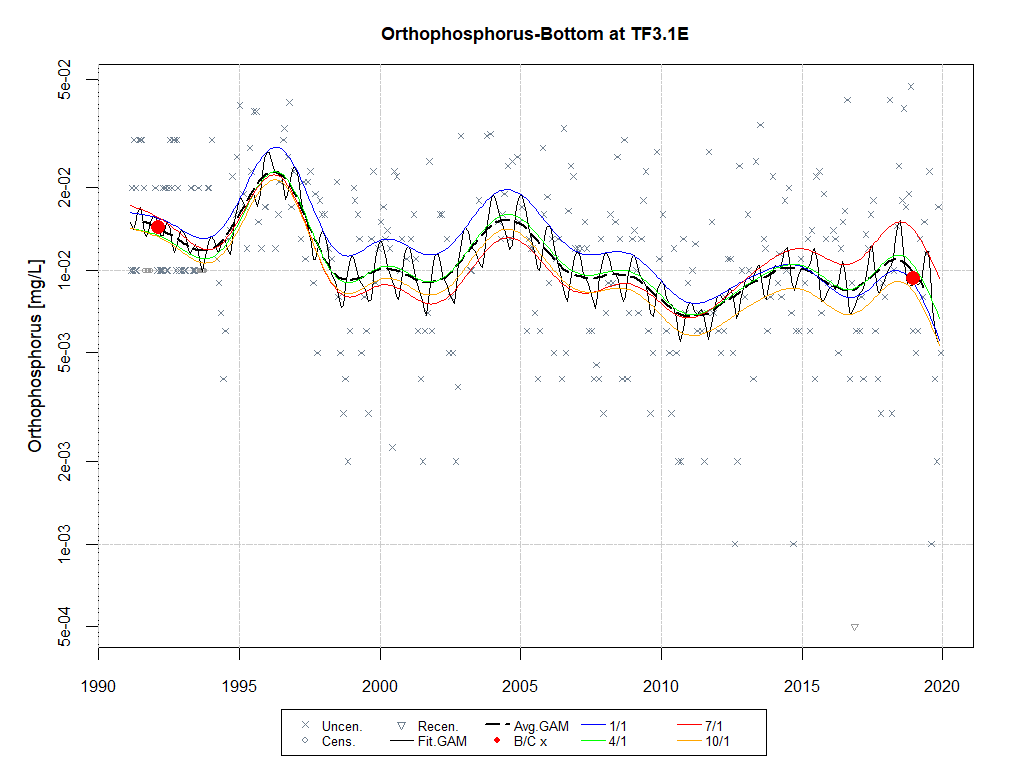 Orthophosphorus-Bottom at TF3.1E
Orthophosphorus [mg/L]
5e-02
2e-02
1e-02
5e-03
2e-03
1e-03
5e-04
1990 1995 2000 2005 2010 2015 2020
Uncen. Recen. Avg.GAM 1/1 7/1
Cens. Fit.GAM B/C x 4/1 10/1